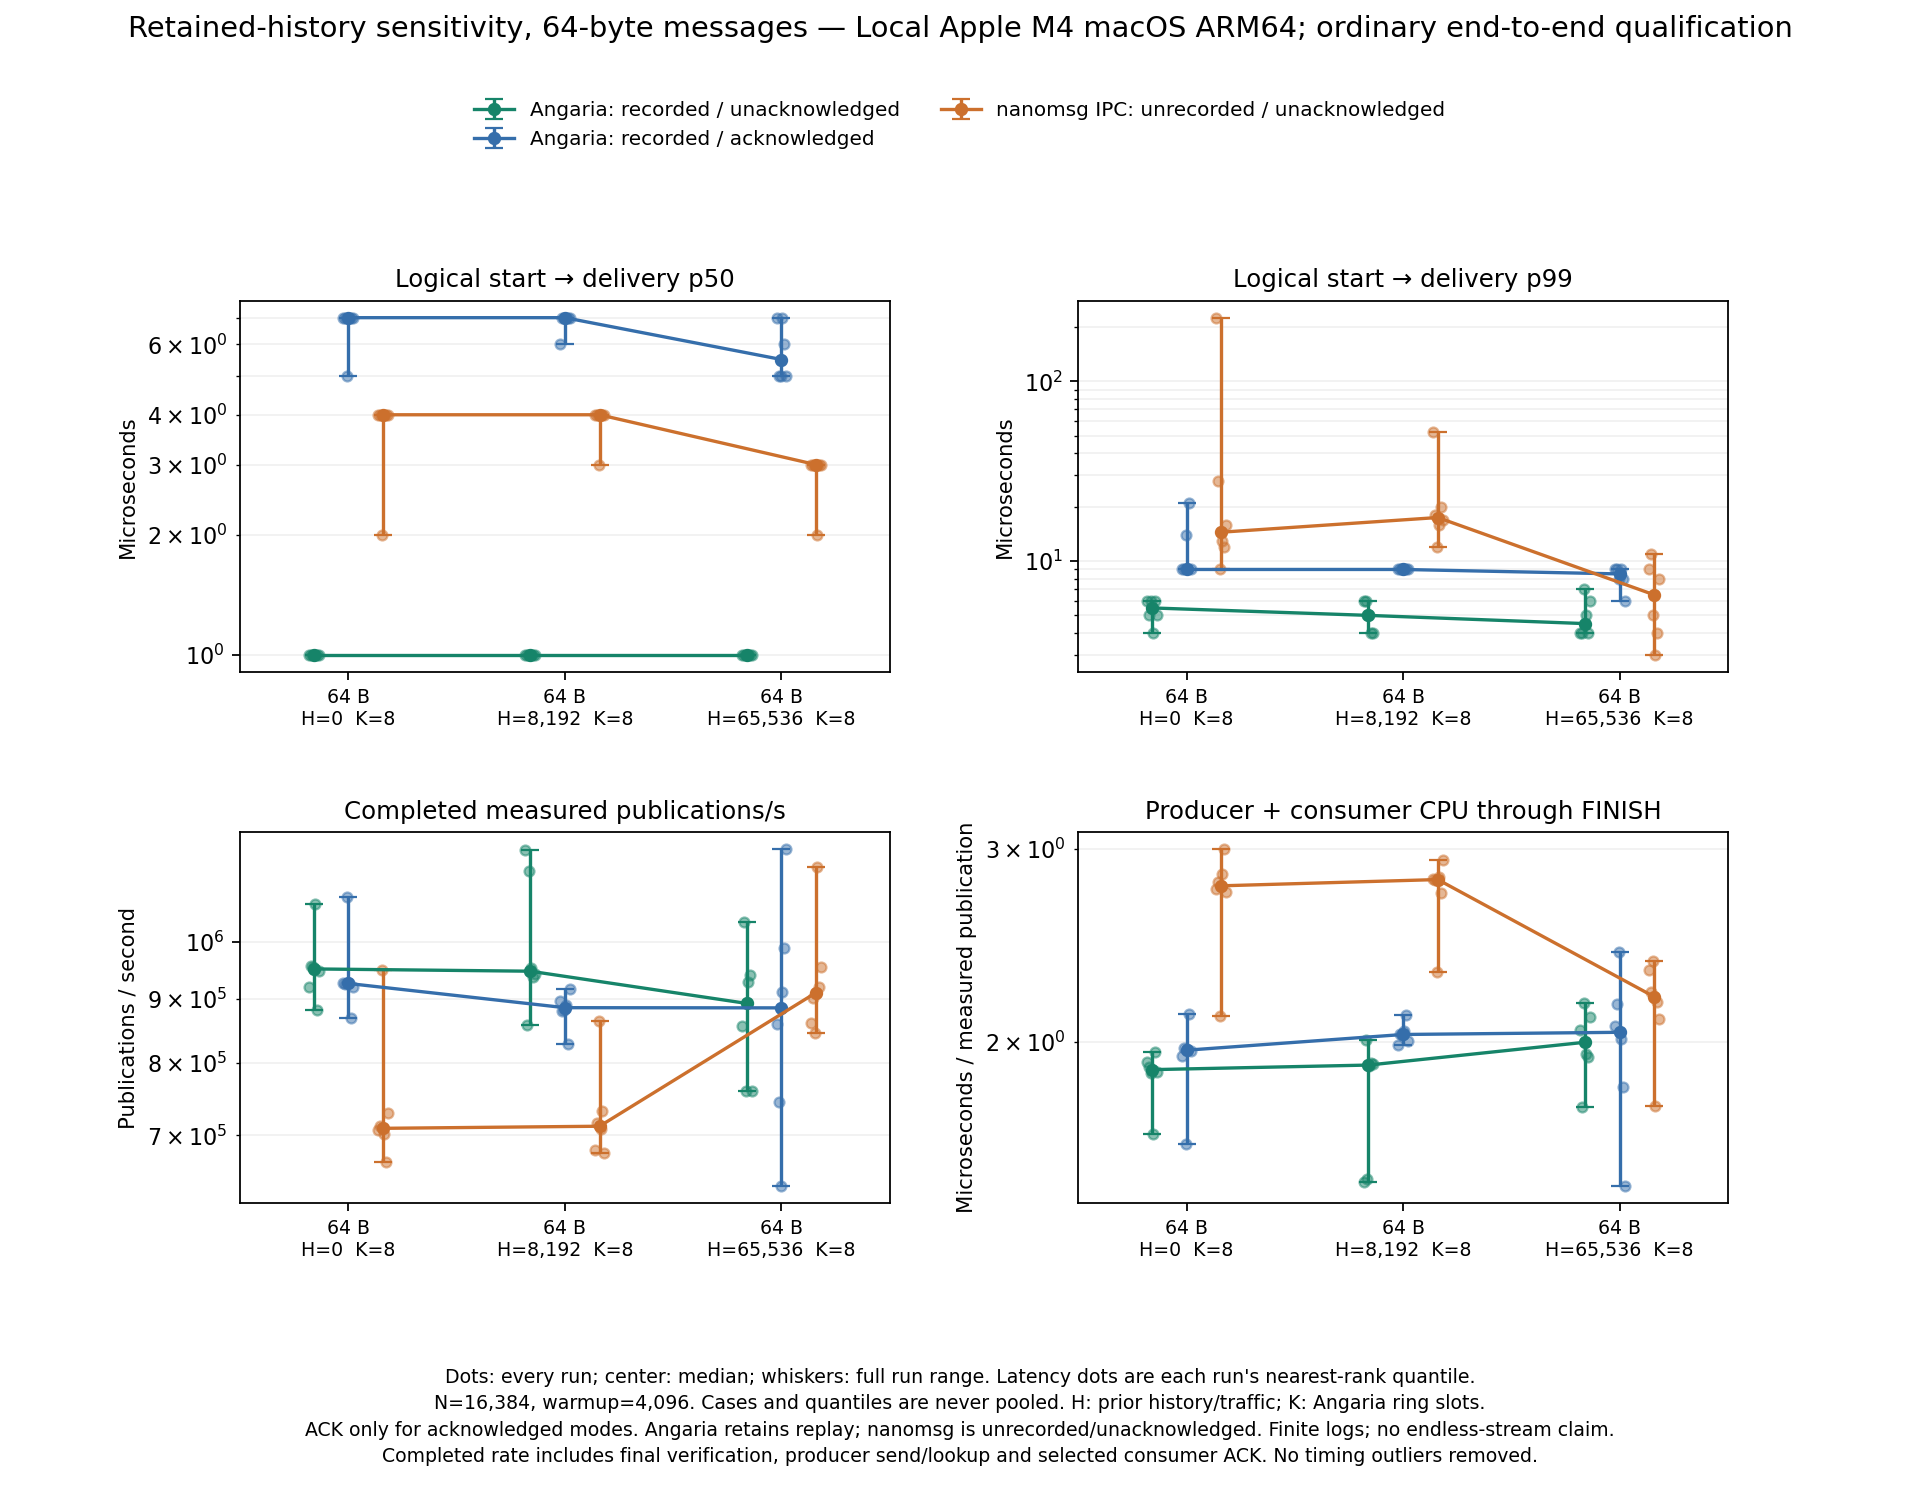 Retained-history sensitivity, 64-byte messages — Local Apple M4 macOS ARM64; ordinary end-to-end qualification
Angaria: recorded / unacknowledged
Angaria: recorded / acknowledged
nanomsg IPC: unrecorded / unacknowledged
Logical start → delivery p50
Microseconds
6 × 10⁰
4 × 10⁰
3 × 10⁰
2 × 10⁰
10⁰
64 B
H=0 K=8
64 B
H=8,192 K=8
64 B
H=65,536 K=8
Logical start → delivery p99
Microseconds
10²
10¹
64 B
H=0 K=8
64 B
H=8,192 K=8
64 B
H=65,536 K=8
Completed measured publications/s
Publications / second
10⁶
9 × 10⁵
8 × 10⁵
7 × 10⁵
64 B
H=0 K=8
64 B
H=8,192 K=8
64 B
H=65,536 K=8
Producer + consumer CPU through FINISH
Microseconds / measured publication
3 × 10⁰
2 × 10⁰
64 B
H=0 K=8
64 B
H=8,192 K=8
64 B
H=65,536 K=8
Dots: every run; center: median; whiskers: full run range. Latency dots are each run's nearest-rank quantile.
N=16,384, warmup=4,096. Cases and quantiles are never pooled. H: prior history/traffic; K: Angaria ring slots.
ACK only for acknowledged modes. Angaria retains replay; nanomsg is unrecorded/unacknowledged. Finite logs; no endless-stream claim.
Completed rate includes final verification, producer send/lookup and selected consumer ACK. No timing outliers removed.